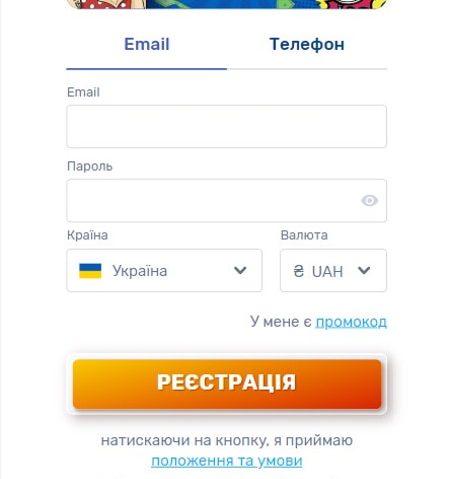 Email Телефон
Email
Пароль
Країна Валюта
Україна ₴ UAH
У мене є промокод
РЕЄСТРАЦІЯ
натискаючи на кнопку, я приймаю
положення та умови